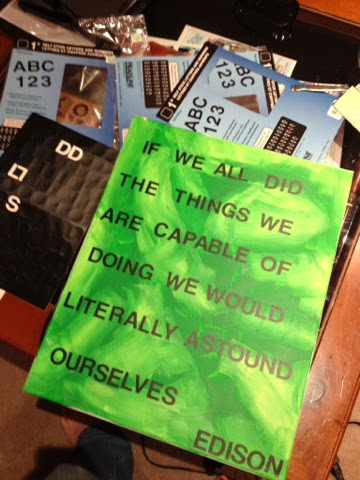 ABC
123
ABC
123
1"
DD
S
IF WE ALL DID
THE THINGS WE
ARE CAPABLE OF
DOING WE WOULD
LITERALLY ASTOUND
OURSELVES
EDISON